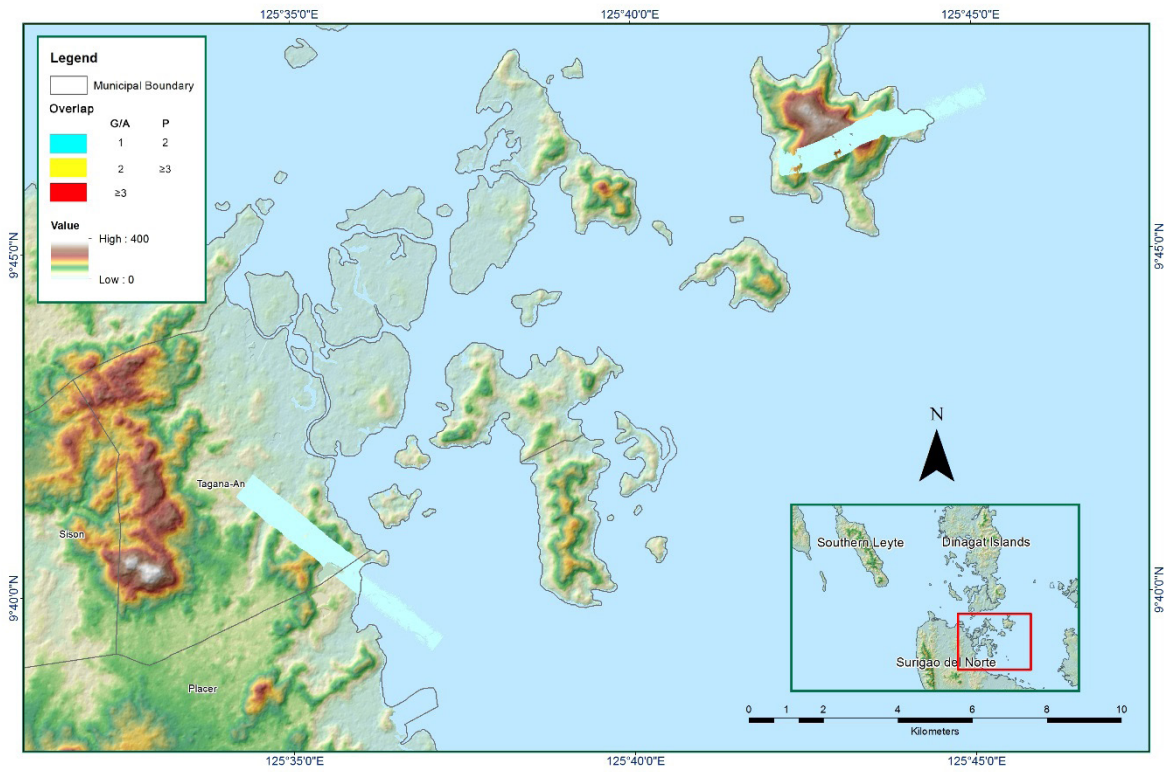 125°35'0"E 125°40'0"E 125°45'0"E
Legend
Municipal Boundary
Overlap
G/A P
1 2
2 ≥3
≥3
Value
High : 400
Low : 0
9°45'0"N 9°45'0"N
N
Tagana-An
Sison
Southern Leyte Dinagat Islands
9°40'0"N 9°40'0"N
Surigao del Norte
Placer
0 1 2 4 6 8 10
Kilometers
125°35'0"E 125°40'0"E 125°45'0"E